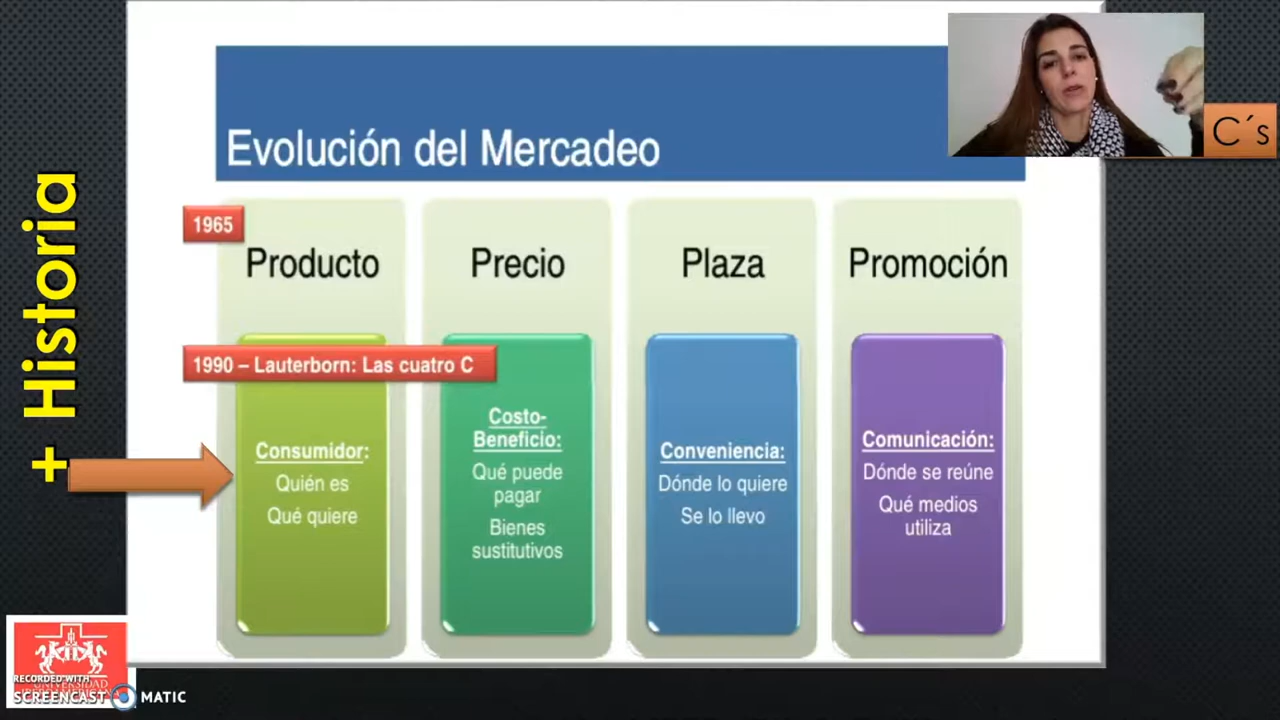 + Historia
C´s
Evolución del Mercadeo
1965
Producto
Precio
Plaza
Promoción
1990 – Lauterborn: Las cuatro C
Consumidor:
Quién es
Qué quiere
Costo-
Beneficio:
Qué puede
pagar
Bienes
sustitutivos
Conveniencia:
Dónde lo quiere
Se lo llevo
Comunicación:
Dónde se reúne
Qué medios
utiliza
RECORDED WITH
UNIVERSIDAD
IBEROAMERICANA
SCREENCAST MATIC